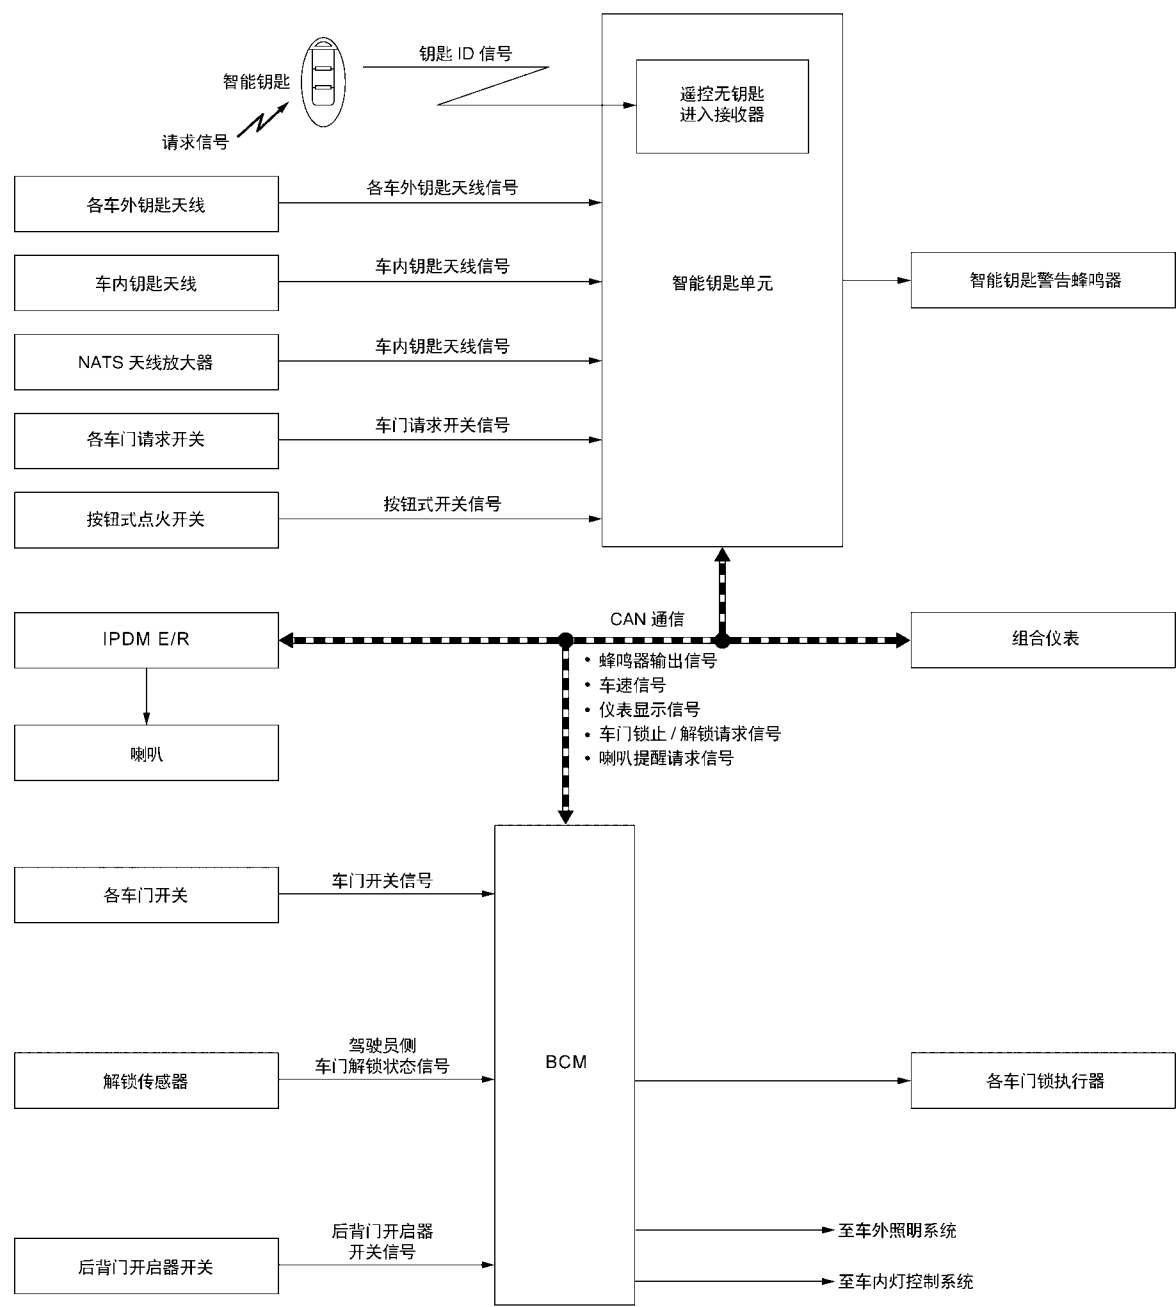 钥匙 ID 信号
智能钥匙
请求信号
遥控无钥匙
进入接收器
各车外钥匙天线
各车外钥匙天线信号
车内钥匙天线
车内钥匙天线信号
智能钥匙单元
智能钥匙警告蜂鸣器
NATS 天线放大器
车内钥匙天线信号
各车门请求开关
车门请求开关信号
按钮式点火开关
按钮式开关信号
CAN 通信
IPDM E/R
组合仪表
• 蜂鸣器输出信号
• 车速信号
• 仪表显示信号
• 车门锁止 / 解锁请求信号
• 喇叭提醒请求信号
喇叭
各车门开关
车门开关信号
驾驶员侧
车门解锁状态信号
解锁传感器
BCM
各车门锁执行器
后背门开启器
开关信号
后背门开启器开关
至车外照明系统
至车内灯控制系统